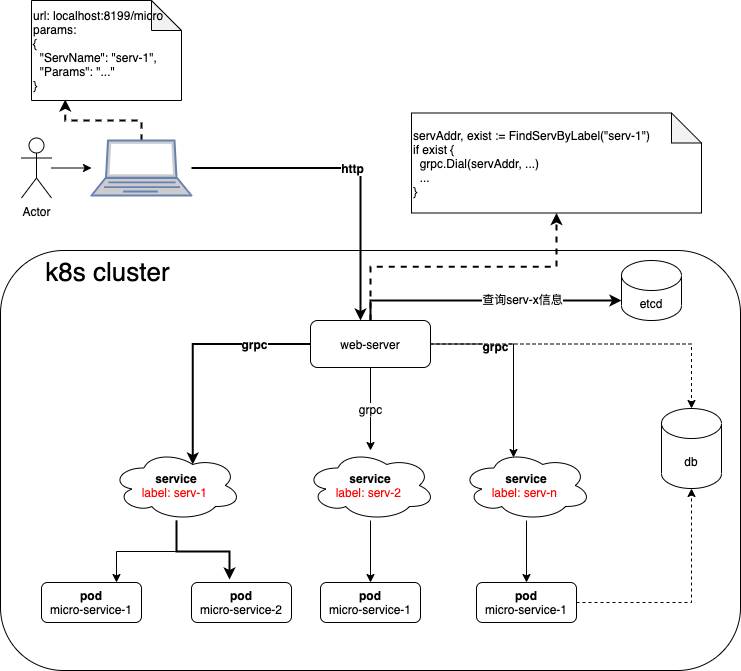 url: localhost:8199/micro
params:
{
"ServName": "serv-1",
"Params": "..."
}
servAddr, exist := FindServByLabel("serv-1")
if exist {
grpc.Dial(servAddr, ...)
...
}
Actor
http
k8s cluster
查询serv-x信息
etcd
web-server
grpc
grpc
grpc
db
service
label: serv-1
service
label: serv-2
service
label: serv-n
pod
micro-service-1
pod
micro-service-2
pod
micro-service-1
pod
micro-service-1